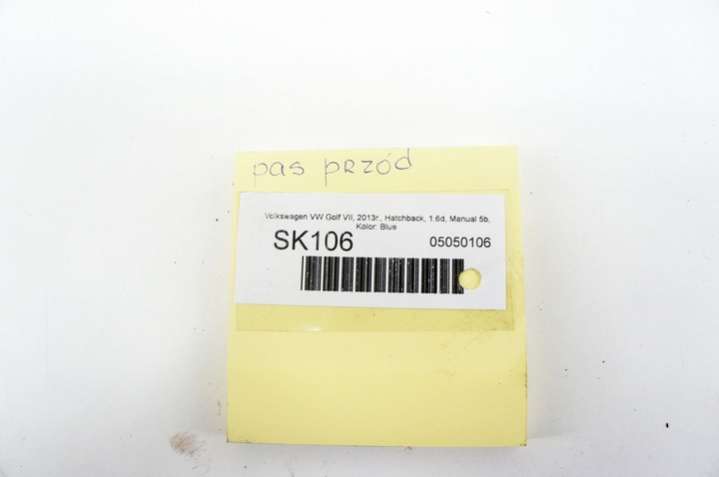 pas przód
Volkswagen VW Golf VII, 2013r., Hatchback, 1.6d, Manual 5b,
Kolor: Blue
SK106
05050106